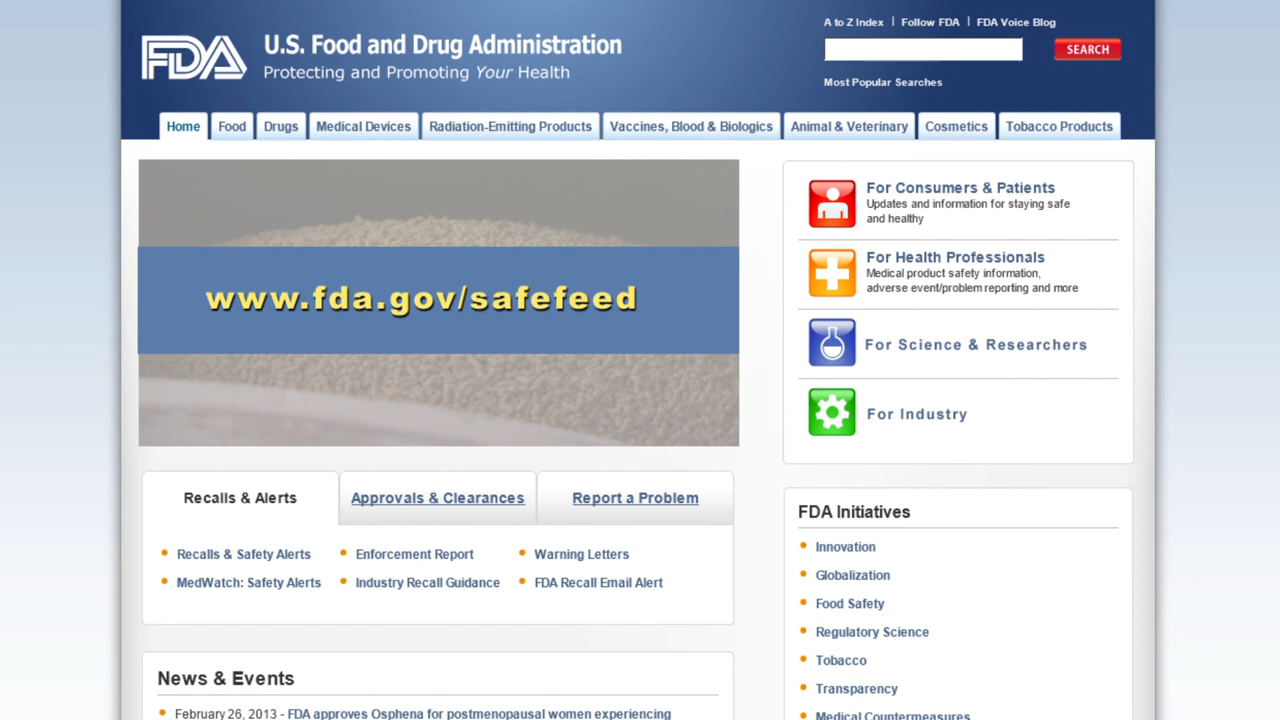 FDA
U.S. Food and Drug Administration
Protecting and Promoting Your Health
A to Z Index | Follow FDA | FDA Voice Blog
SEARCH
Most Popular Searches
Home Food Drugs Medical Devices Radiation-Emitting Products Vaccines, Blood & Biologics Animal & Veterinary Cosmetics Tobacco Products
www.fda.gov/safefeed
For Consumers & Patients
Updates and information for staying safe
and healthy
For Health Professionals
Medical product safety information,
adverse event/problem reporting and more
For Science & Researchers
For Industry
Recalls & Alerts Approvals & Clearances Report a Problem
Recalls & Safety Alerts Enforcement Report Warning Letters
MedWatch: Safety Alerts Industry Recall Guidance FDA Recall Email Alert
News & Events
February 26, 2013 - FDA approves Osphena for postmenopausal women experiencing
FDA Initiatives
Innovation
Globalization
Food Safety
Regulatory Science
Tobacco
Transparency
Medical Countermeasures